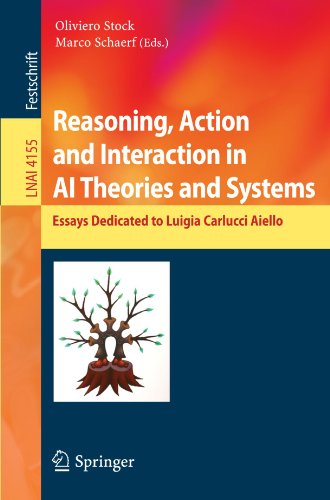 Oliviero Stock
Marco Schaerf (Eds.)
Festschrift
LNAI 4155
Reasoning, Action
and Interaction in
AI Theories and Systems
Essays Dedicated to Luigia Carlucci Aiello
Springer